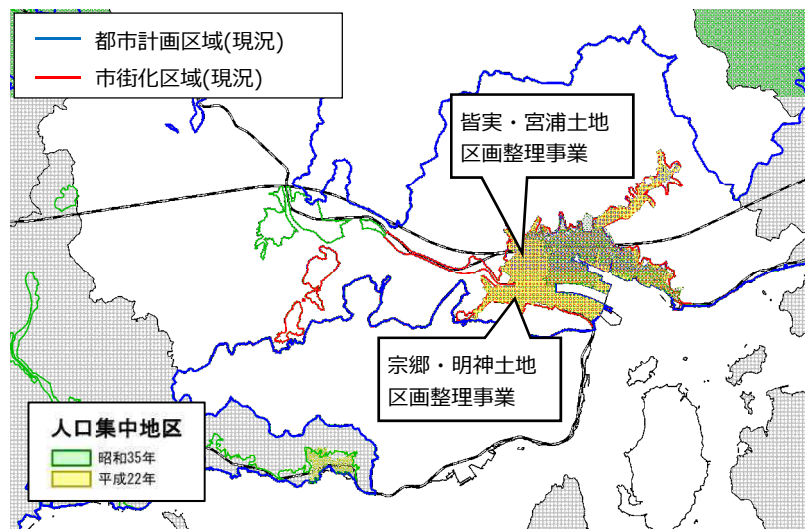 都市計画区域(現況)
市街化区域(現況)
皆実・宮浦土地
区画整理事業
宗郷・明神土地
区画整理事業
人口集中地区
昭和35年
平成22年